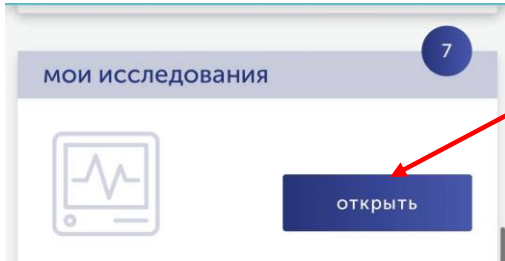 7
мои исследования
открыть